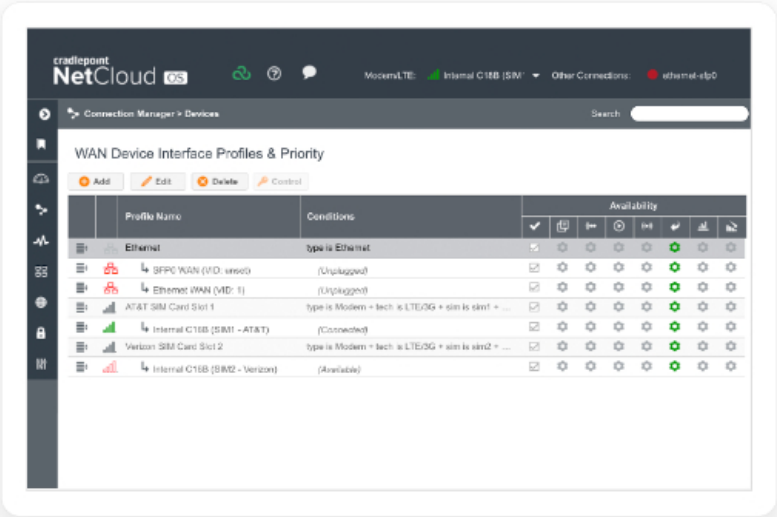 cradlepoint
NetCloud OS
Modem/LTE: Internal C18B (SIM1 Other Connections: ethernet-sfp0
Connection Manager > Devices
Search
WAN Device Interface Profiles & Priority
Add Edit Delete Control
Availability
Profile Name Conditions
Ethernet type is Ethernet
SFP0 WAN (VID: unset) (Unplugged)
Ethernet WAN (VID: 1) (Unplugged)
AT&T SIM Card Slot 1 type is Modem + tech is LTE/3G + sim is sim1 + ...
Internal C18B (SIM1 - AT&T) (Connected)
Verizon SIM Card Slot 2 type is Modem + tech is LTE/3G + sim is sim2 + ...
Internal C18B (SIM2 - Verizon) (Available)